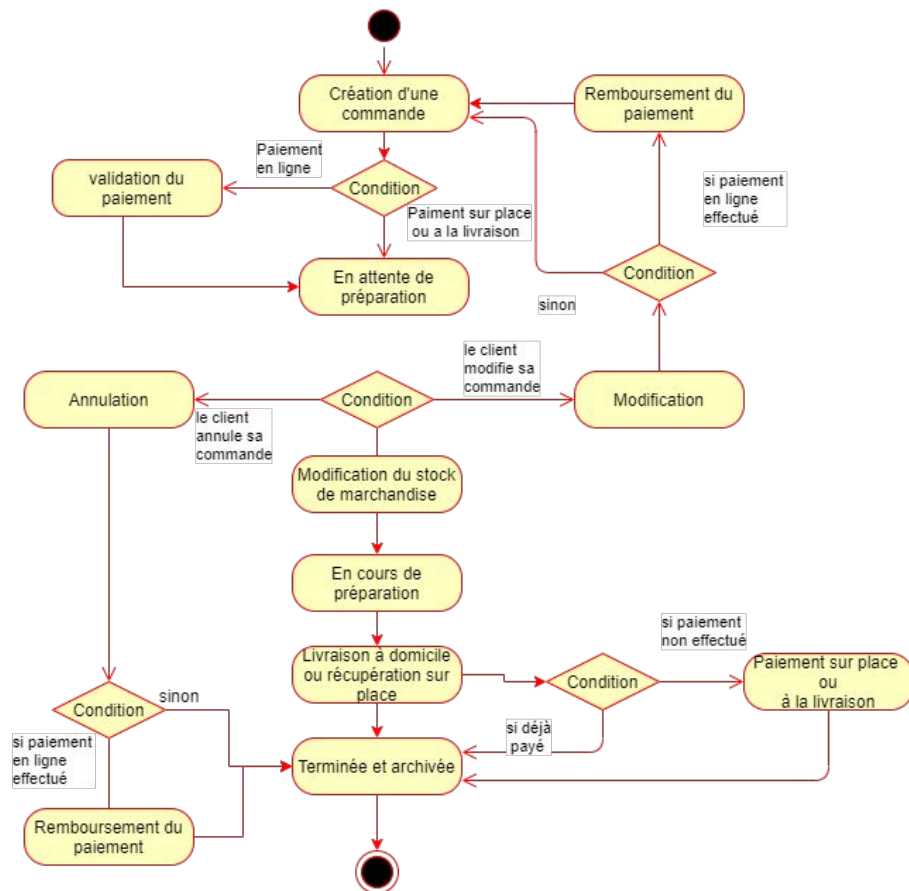 Création d'une
commande
Remboursement du
paiement
Paiement
en ligne
validation du
paiement
Condition
si paiement
en ligne
effectué
Paiment sur place
ou a la livraison
En attente de
préparation
Condition
sinon
le client
modifie sa
commande
Annulation
Condition
Modification
le client
annule sa
commande
Modification du stock
de marchandise
En cours de
préparation
si paiement
non effectué
Livraison à domicile
ou récupération sur
place
Condition
Paiement sur place
ou
à la livraison
sinon
Condition
si déjà
payé
si paiement
en ligne
effectué
Terminée et archivée
Remboursement du
paiement